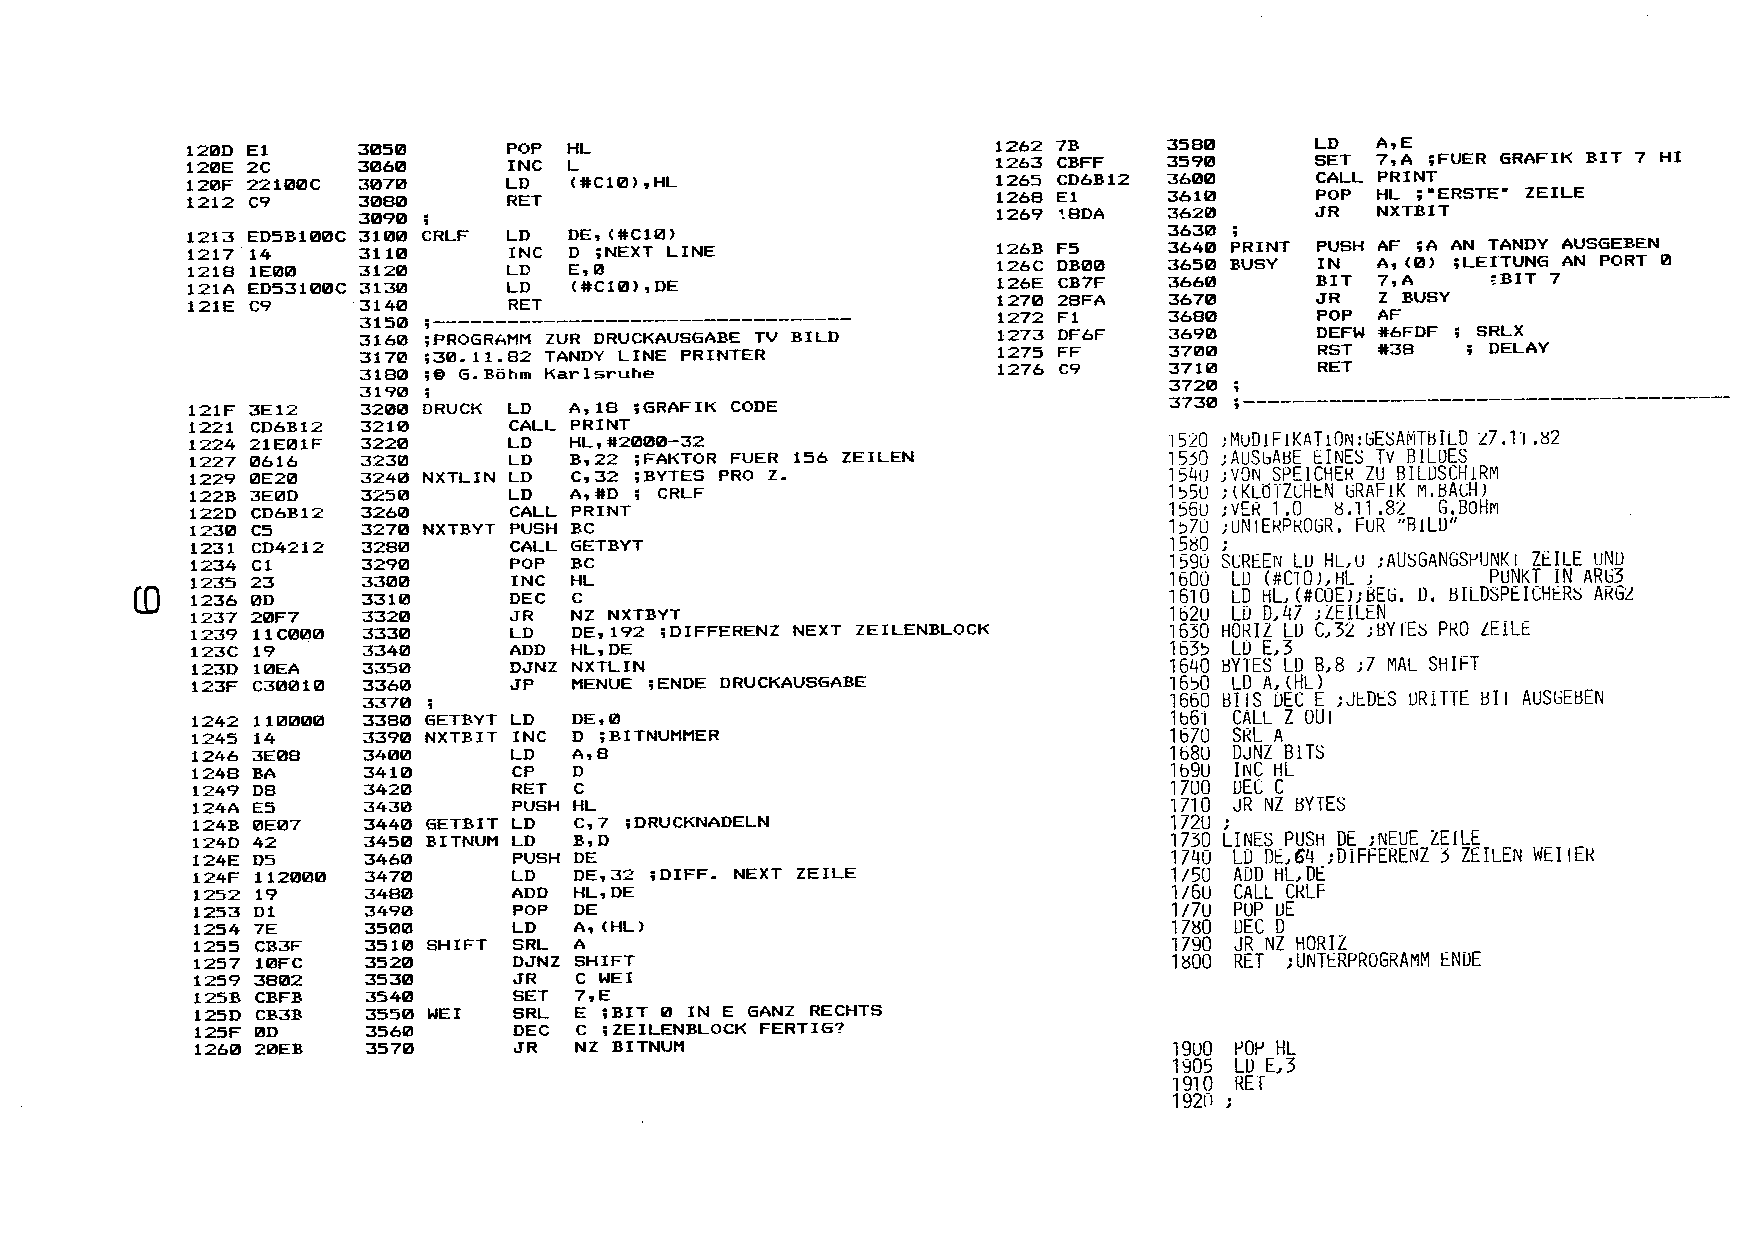 120D E1 3050 POP HL
120E 2C 3060 INC L
120F 22100C 3070 LD (#C10),HL
1212 C9 3080 RET
3090 ;
1213 ED5B100C 3100 CRLF LD DE,(#C10)
1217 14 3110 INC D ;NEXT LINE
1218 1E00 3120 LD E,0
121A ED53100C 3130 LD (#C10),DE
121E C9 3140 RET
3150 ;----------------------------------
3160 ;PROGRAMM ZUR DRUCKAUSGABE TV BILD
3170 ;30.11.82 TANDY LINE PRINTER
3180 ;© G.Böhm Karlsruhe
3190 ;
121F 3E12 3200 DRUCK LD A,18 ;GRAFIK CODE
1221 CD6B12 3210 CALL PRINT
1224 21E01F 3220 LD HL,#2000-32
1227 0616 3230 LD B,22 ;FAKTOR FUER 156 ZEILEN
1229 0E20 3240 NXTLIN LD C,32 ;BYTES PRO Z.
122B 3E0D 3250 LD A,#D ; CRLF
122D CD6B12 3260 CALL PRINT
1230 C5 3270 NXTBYT PUSH BC
1231 CD4212 3280 CALL GETBYT
1234 C1 3290 POP BC
1235 23 3300 INC HL
1236 0D 3310 DEC C
1237 20F7 3320 JR NZ NXTBYT
1239 11C000 3330 LD DE,192 ;DIFFERENZ NEXT ZEILENBLOCK
123C 19 3340 ADD HL,DE
123D 10EA 3350 DJNZ NXTLIN
123F C30010 3360 JP MENUE ;ENDE DRUCKAUSGABE
3370 ;
1242 110000 3380 GETBYT LD DE,0
1245 14 3390 NXTBIT INC D ;BITNUMMER
1246 3E08 3400 LD A,8
1248 BA 3410 CP D
1249 D8 3420 RET C
124A E5 3430 PUSH HL
124B 0E07 3440 GETBIT LD C,7 ;DRUCKNADELN
124D 42 3450 BITNUM LD B,D
124E D5 3460 PUSH DE
124F 112000 3470 LD DE,32 ;DIFF. NEXT ZEILE
1252 19 3480 ADD HL,DE
1253 D1 3490 POP DE
1254 7E 3500 LD A,(HL)
1255 CB3F 3510 SHIFT SRL A
1257 10FC 3520 DJNZ SHIFT
1259 3802 3530 JR C WEI
125B CBFB 3540 SET 7,E
125D CB3B 3550 WEI SRL E ;BIT 0 IN E GANZ RECHTS
125F 0D 3560 DEC C ;ZEILENBLOCK FERTIG?
1260 20EB 3570 JR NZ BITNUM
1262 7B 3580 LD A,E
1263 CBFF 3590 SET 7,A ;FUER GRAFIK BIT 7 HI
1265 CD6B12 3600 CALL PRINT
1268 E1 3610 POP HL ;"ERSTE" ZEILE
1269 18DA 3620 JR NXTBIT
3630 ;
126B F5 3640 PRINT PUSH AF ;A AN TANDY AUSGEBEN
126C DB00 3650 BUSY IN A,(0) ;LEITUNG AN PORT 0
126E CB7F 3660 BIT 7,A ;BIT 7
1270 28FA 3670 JR Z BUSY
1272 F1 3680 POP AF
1273 DF6F 3690 DEFW #6FDF ; SRLX
1275 FF 3700 RST #38 ; DELAY
1276 C9 3710 RET
3720 ;
3730 ;----------------------------------------
1520 ;MODIFIKATION:GESAMTBILD 27.11.82
1530 ;AUSGABE EINES TV BILDES
1540 ;VON SPEICHER ZU BILDSCHIRM
1550 ;(KLÖTZCHEN GRAFIK M.BACH)
1560 ;VER 1.0 8.11.82 G.BÖHM
1570 ;UNTERPROGR. FÜR "BILD"
1580 ;
1590 SCREEN LD HL,0 ;AUSGANGSPUNKT ZEILE UND
1600 LD (#C10),HL ; PUNKT IN ARG3
1610 LD HL,(#C0E);BEG. D. BILDSPEICHERS ARG2
1620 LD D,47 ;ZEILEN
1630 HORIZ LD C,32 ;BYTES PRO ZEILE
1635 LD E,3
1640 BYTES LD B,8 ;7 MAL SHIFT
1650 LD A,(HL)
1660 BITS DEC E ;JEDES DRITTE BIT AUSGEBEN
1661 CALL Z OUT
1670 SRL A
1680 DJNZ BITS
1690 INC HL
1700 DEC C
1710 JR NZ BYTES
1720 ;
1730 LINES PUSH DE ;NEUE ZEILE
1740 LD DE,64 ;DIFFERENZ 3 ZEILEN WEITER
1750 ADD HL,DE
1760 CALL CRLF
1770 POP DE
1780 DEC D
1790 JR NZ HORIZ
1800 RET ;UNTERPROGRAMM ENDE
1900 POP HL
1905 LD E,3
1910 RET
1920 ;
6